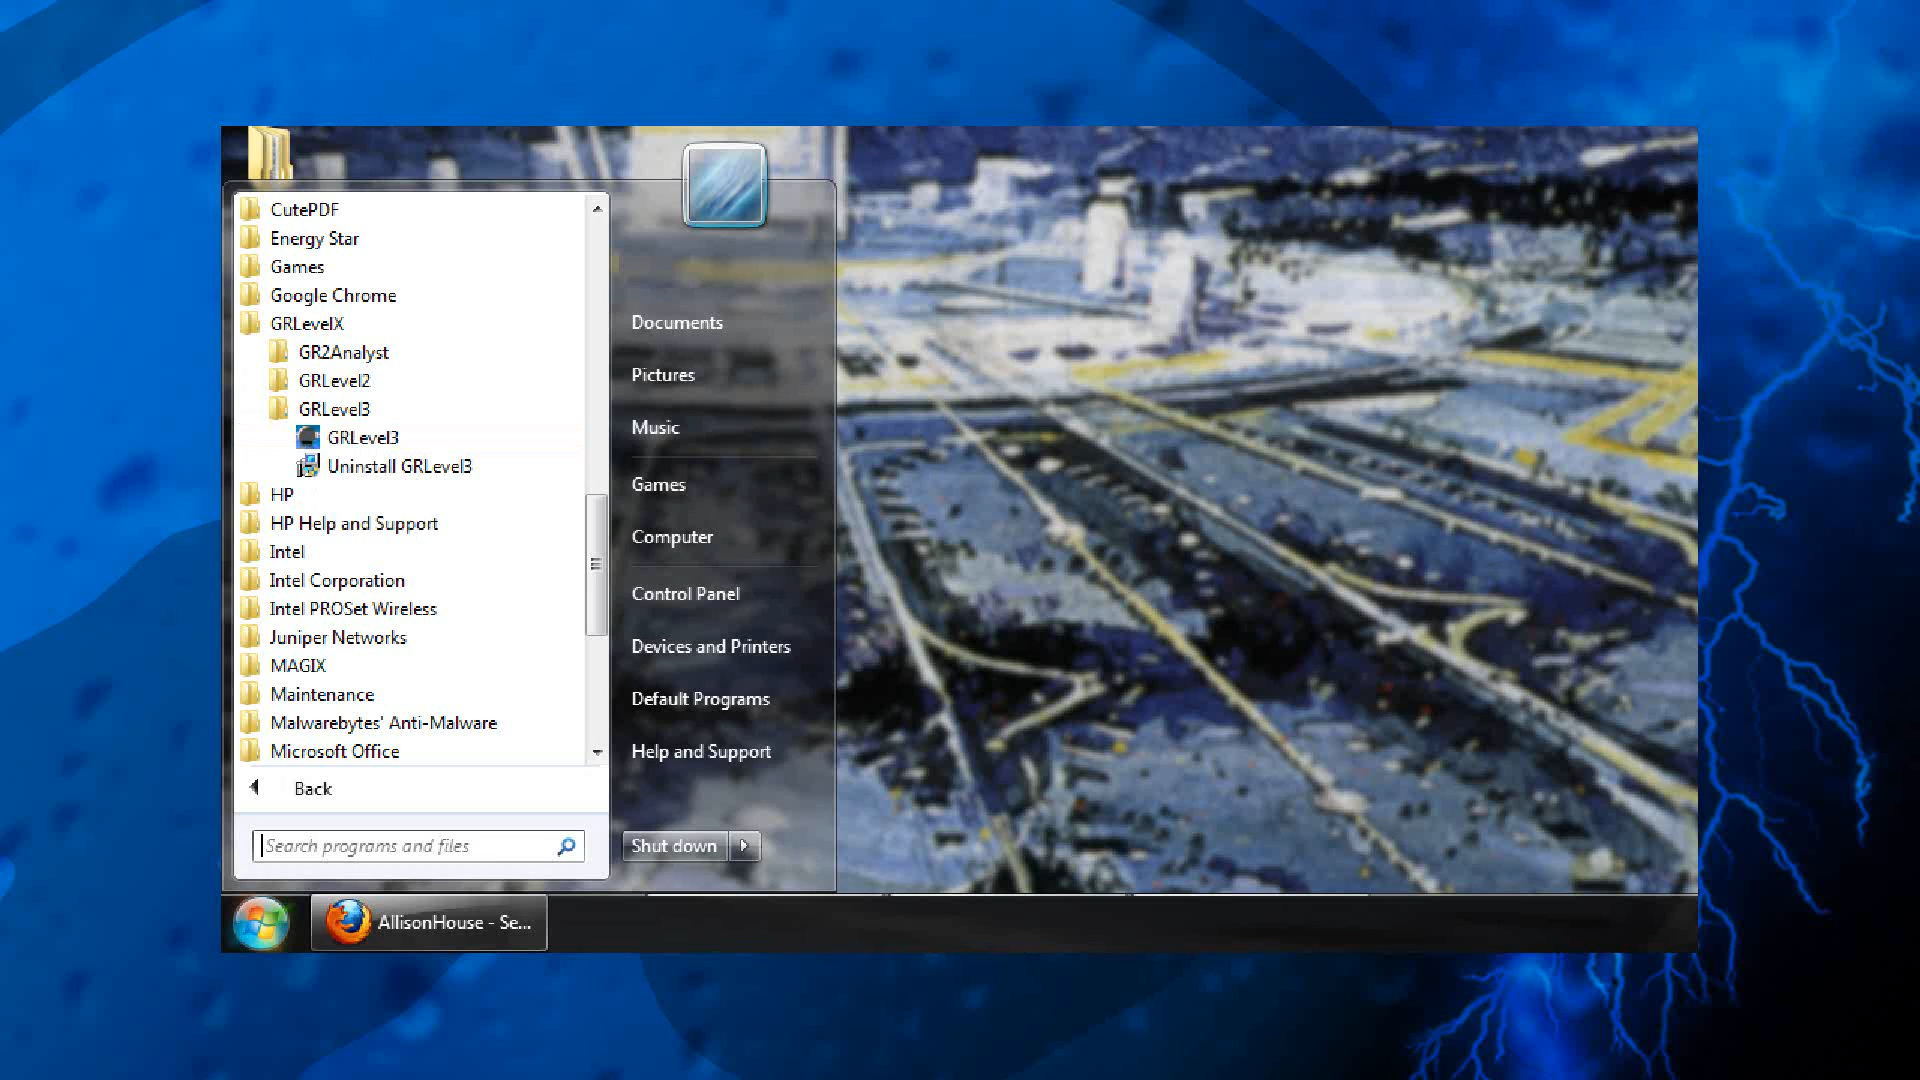 CutePDF
Energy Star
Games
Google Chrome
GRLevelX
GR2Analyst
GRLevel2
GRLevel3
GRLevel3
Uninstall GRLevel3
HP
HP Help and Support
Intel
Intel Corporation
Intel PROSet Wireless
Juniper Networks
MAGIX
Maintenance
Malwarebytes' Anti-Malware
Microsoft Office
Back
Search programs and files
Documents
Pictures
Music
Games
Computer
Control Panel
Devices and Printers
Default Programs
Help and Support
Shut down
AllisonHouse - Se...